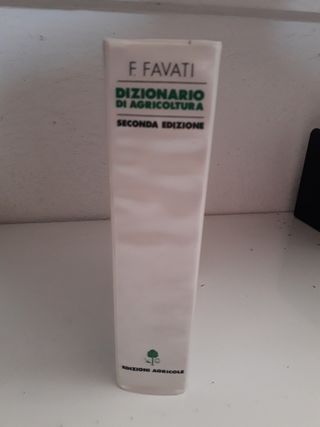 F. FAVATI
DIZIONARIO
DI AGRICOLTURA
SECONDA EDIZIONE
EDIZIONI AGRICOLE